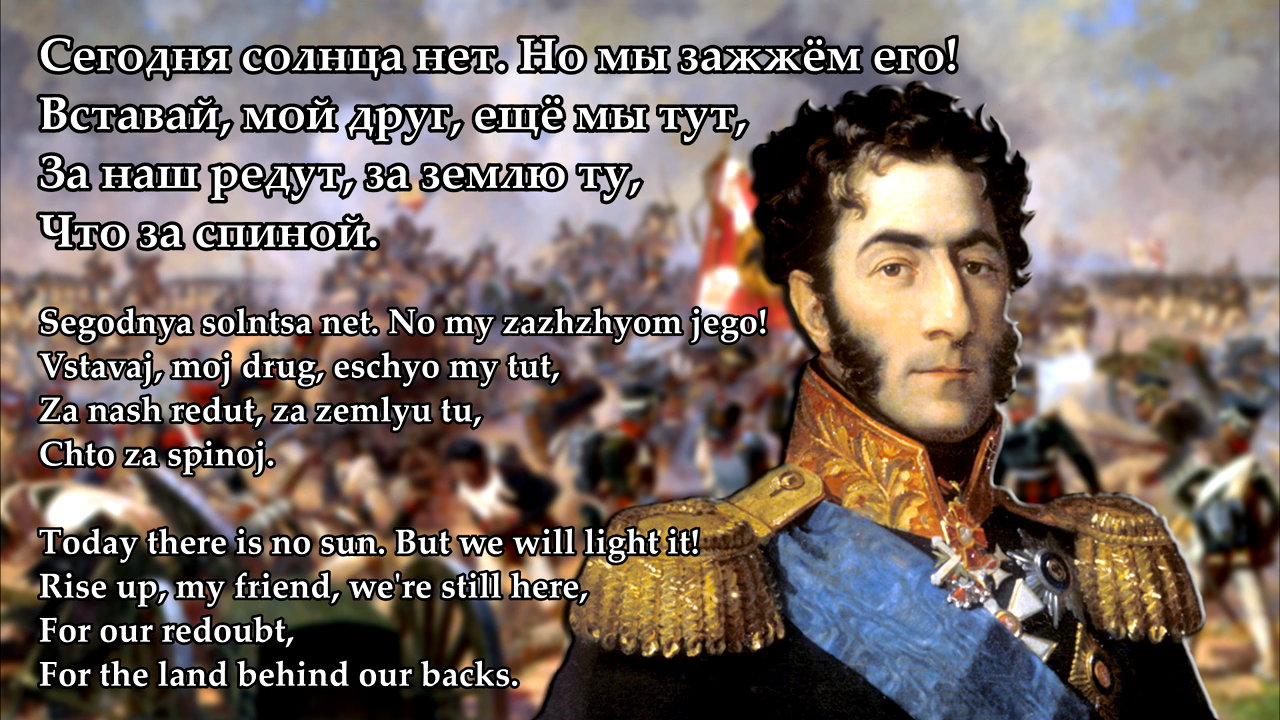 Сегодня солнца нет. Но мы зажжём его!
Вставай, мой друг, ещё мы тут,
За наш редут, за землю ту,
Что за спиной.
Segodnya solntsa net. No my zazhzhyom jego!
Vstavaj, moj drug, eschyo my tut,
Za nash redut, za zemlyu tu,
Chto za spinoj.
Today there is no sun. But we will light it!
Rise up, my friend, we're still here,
For our redoubt,
For the land behind our backs.